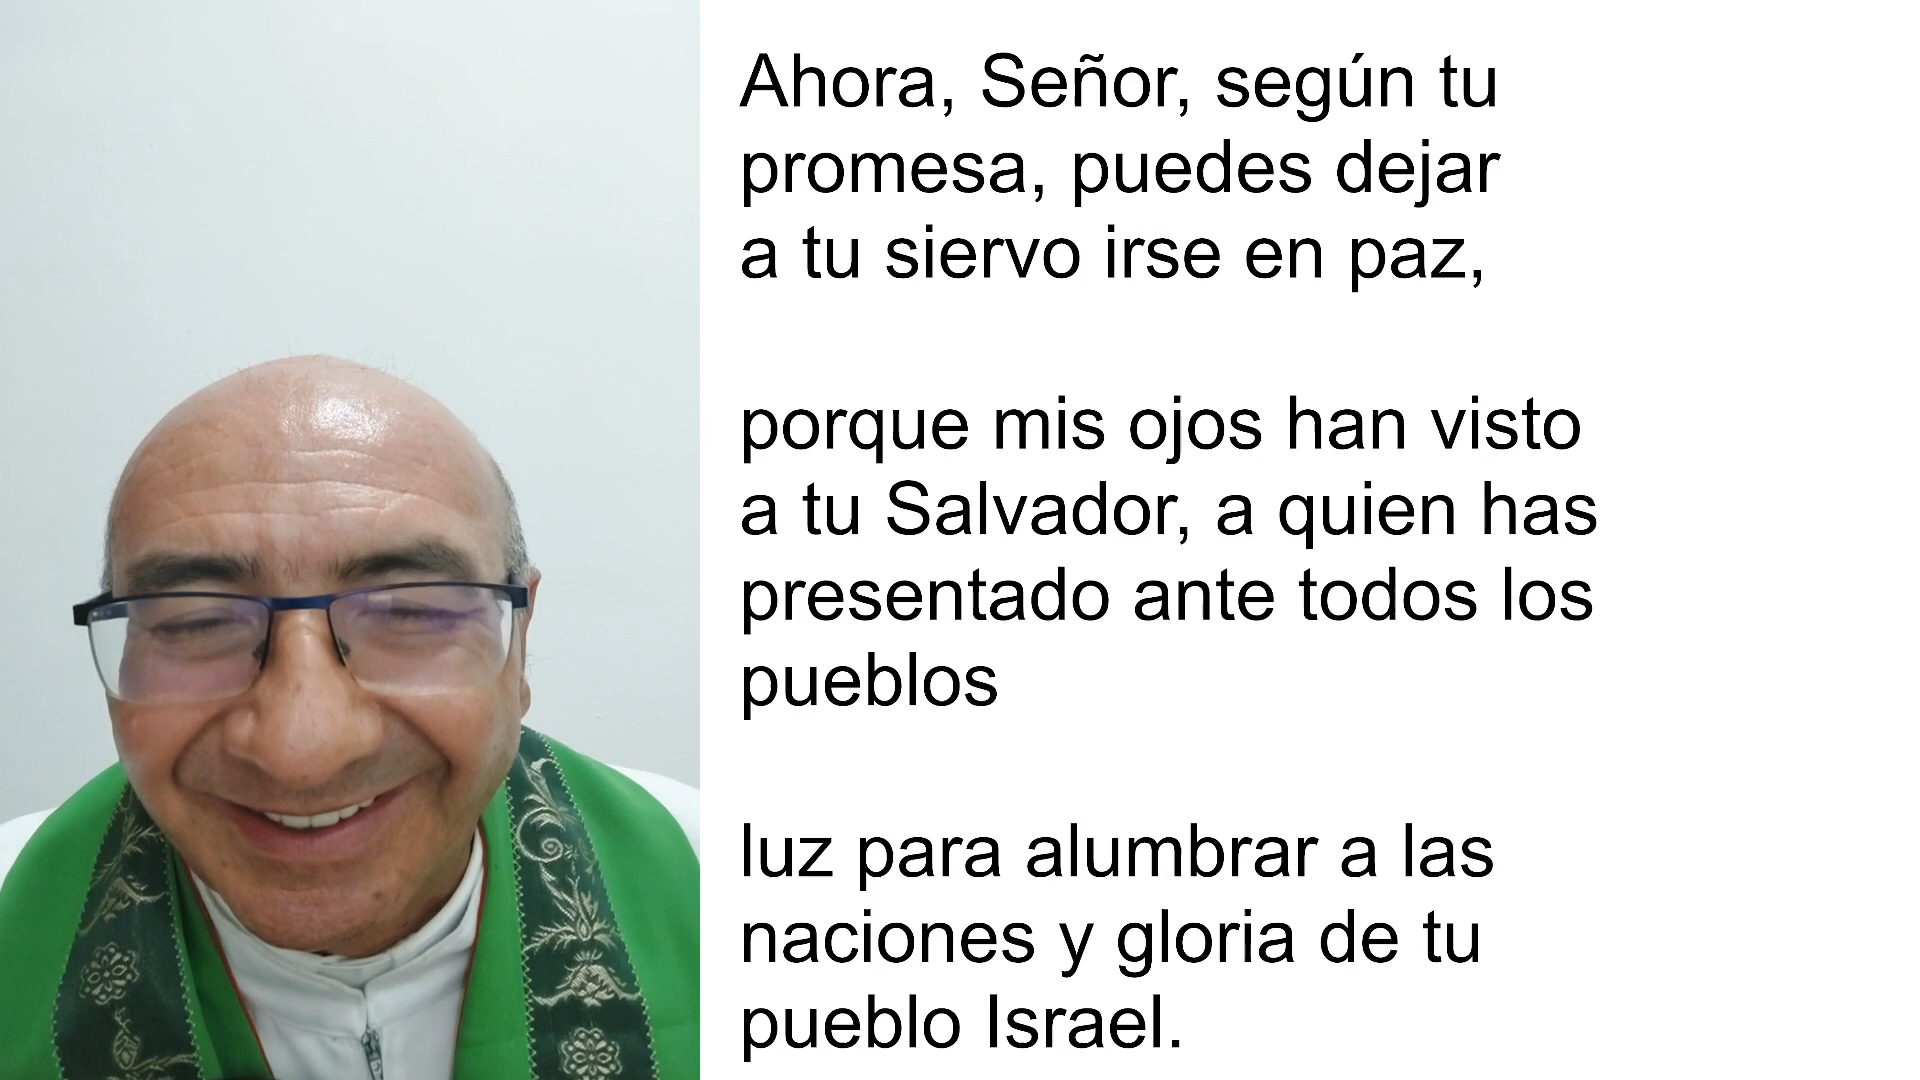 Ahora, Señor, según tu
promesa, puedes dejar
a tu siervo irse en paz,
porque mis ojos han visto
a tu Salvador, a quien has
presentado ante todos los
pueblos
luz para alumbrar a las
naciones y gloria de tu
pueblo Israel.